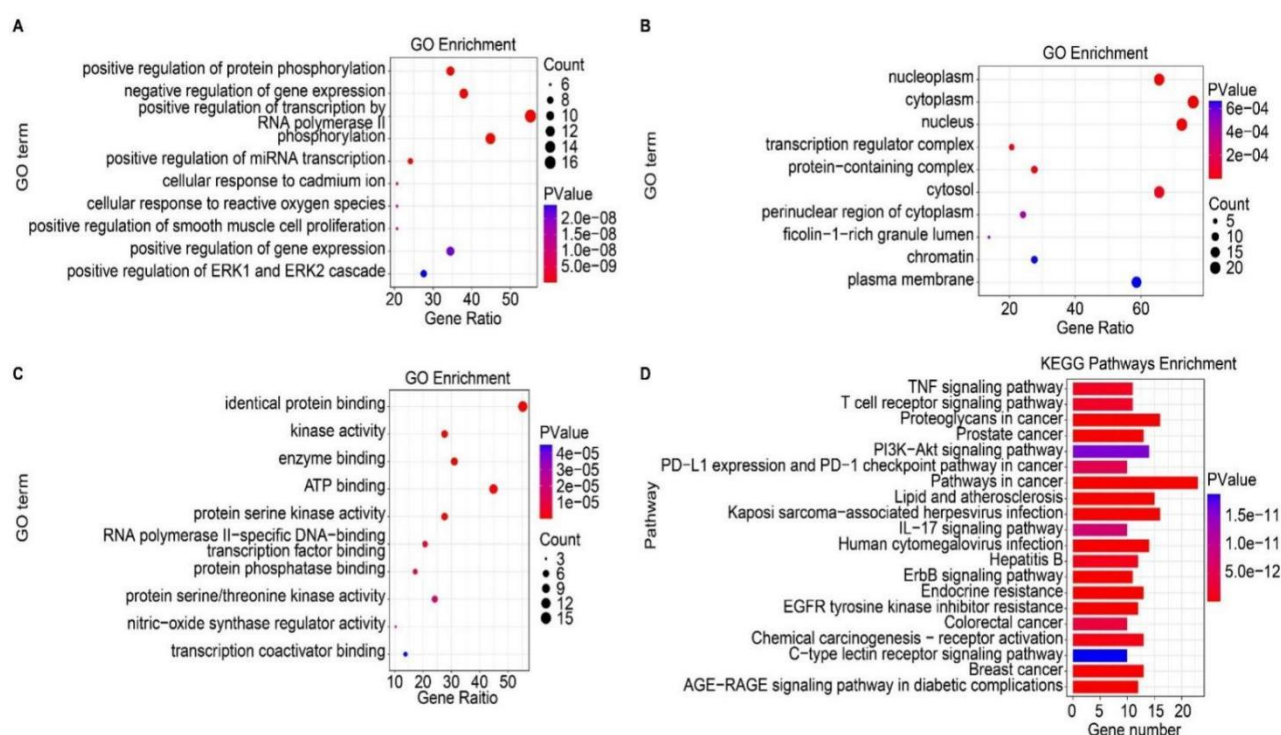 A
GO Enrichment
positive regulation of protein phosphorylation
negative regulation of gene expression
positive regulation of transcription by
RNA polymerase II
phosphorylation
positive regulation of miRNA transcription
cellular response to cadmium ion
cellular response to reactive oxygen species
positive regulation of smooth muscle cell proliferation
positive regulation of gene expression
positive regulation of ERK1 and ERK2 cascade
GO term
20 30 40 50
Gene Ratio
Count
6
8
10
12
14
16
PValue
2.0e-08
1.5e-08
1.0e-08
5.0e-09
B
GO Enrichment
nucleoplasm
cytoplasm
nucleus
transcription regulator complex
protein-containing complex
cytosol
perinuclear region of cytoplasm
ficolin-1-rich granule lumen
chromatin
plasma membrane
GO term
20 40 60
Gene Ratio
PValue
6e-04
4e-04
2e-04
Count
5
10
15
20
C
GO Enrichment
identical protein binding
kinase activity
enzyme binding
ATP binding
protein serine kinase activity
RNA polymerase II-specific DNA-binding
transcription factor binding
protein phosphatase binding
protein serine/threonine kinase activity
nitric-oxide synthase regulator activity
transcription coactivator binding
GO term
10 20 30 40 50
Gene Ratio
PValue
4e-05
3e-05
2e-05
1e-05
Count
3
6
9
12
15
D
KEGG Pathways Enrichment
TNF signaling pathway
T cell receptor signaling pathway
Proteoglycans in cancer
Prostate cancer
PI3K-Akt signaling pathway
PD-L1 expression and PD-1 checkpoint pathway in cancer
Pathways in cancer
Lipid and atherosclerosis
Kaposi sarcoma-associated herpesvirus infection
IL-17 signaling pathway
Human cytomegalovirus infection
Hepatitis B
ErbB signaling pathway
Endocrine resistance
EGFR tyrosine kinase inhibitor resistance
Colorectal cancer
Chemical carcinogenesis - receptor activation
C-type lectin receptor signaling pathway
Breast cancer
AGE-RAGE signaling pathway in diabetic complications
Pathway
0 5 10 15 20
Gene number
PValue
1.5e-11
1.0e-11
5.0e-12